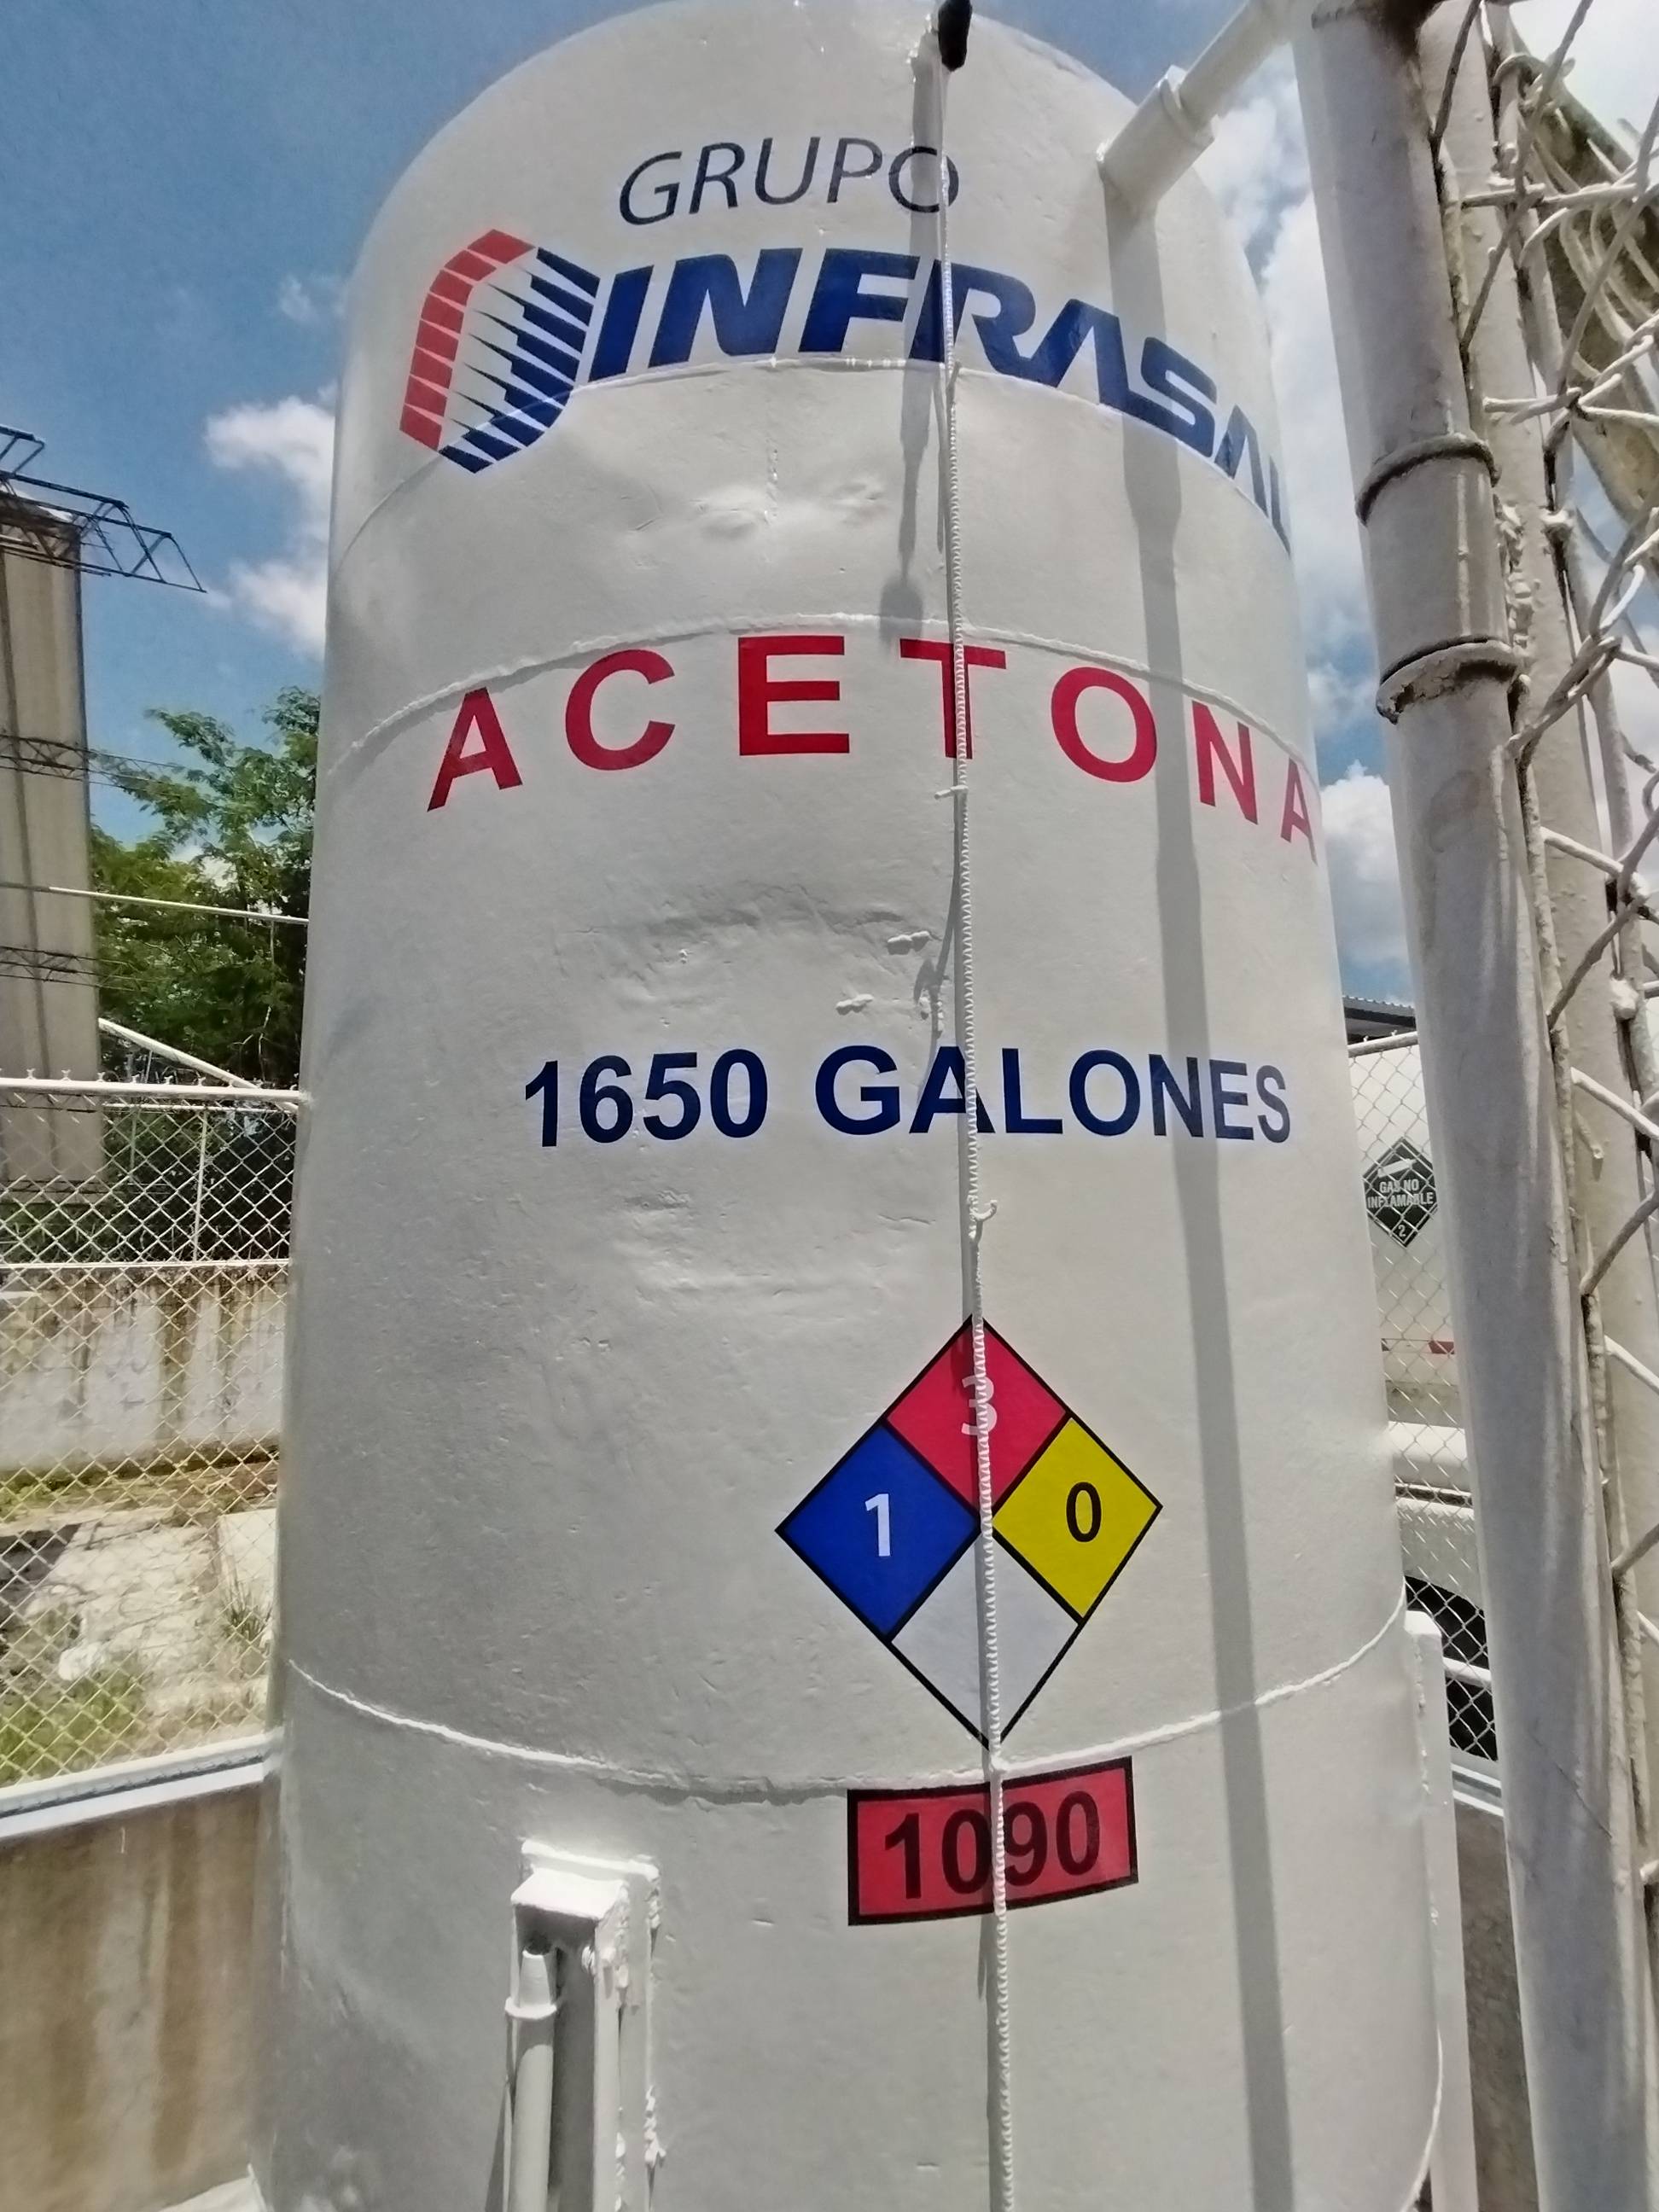 GRUPO
INFRASAL
ACETONA
1650 GALONES
GAS NO
INFLAMABLE
2
3
1
0
1090